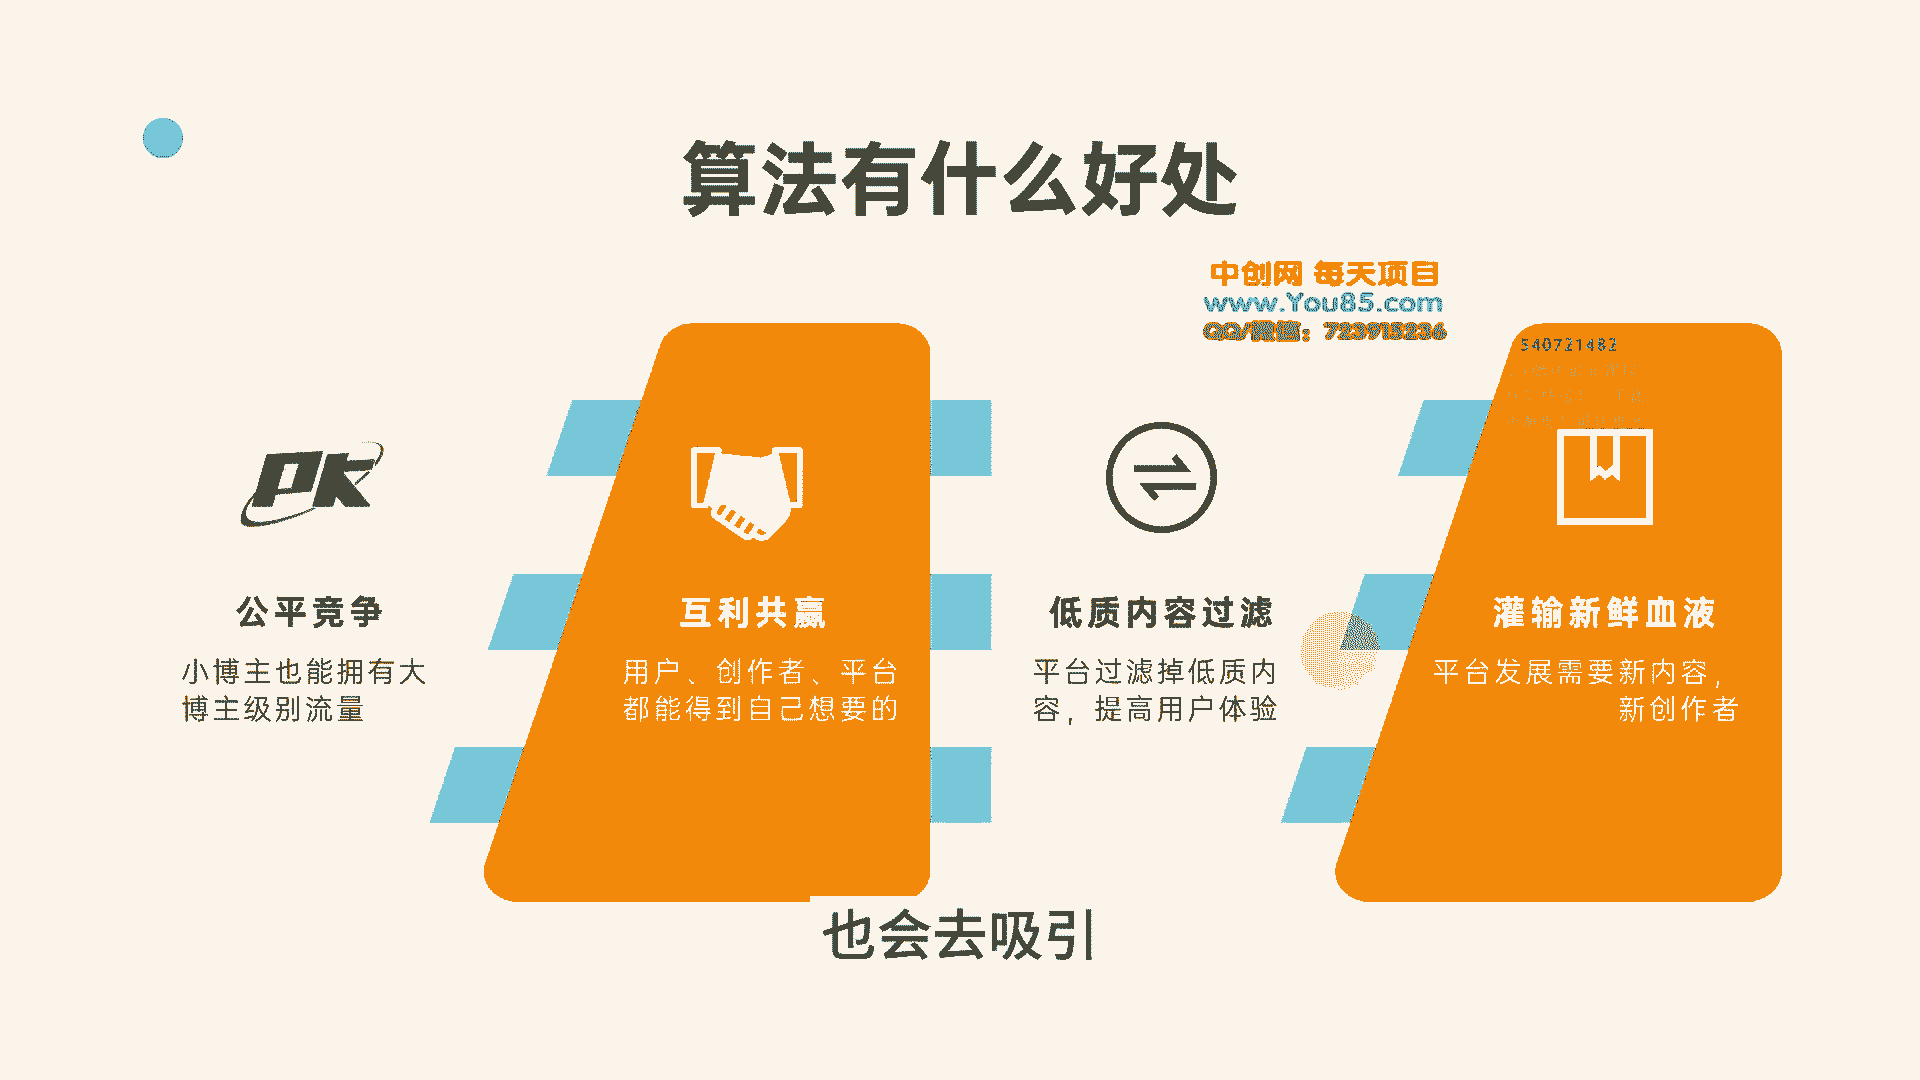 算法有什么好处
中创网 每天项目
www.You85.com
QQ/微信：723915236
540721482
PK
公平竞争
小博主也能拥有大
博主级别流量
互利共赢
用户、创作者、平台
都能得到自己想要的
低质内容过滤
平台过滤掉低质内
容，提高用户体验
灌输新鲜血液
平台发展需要新内容，
新创作者
也会去吸引